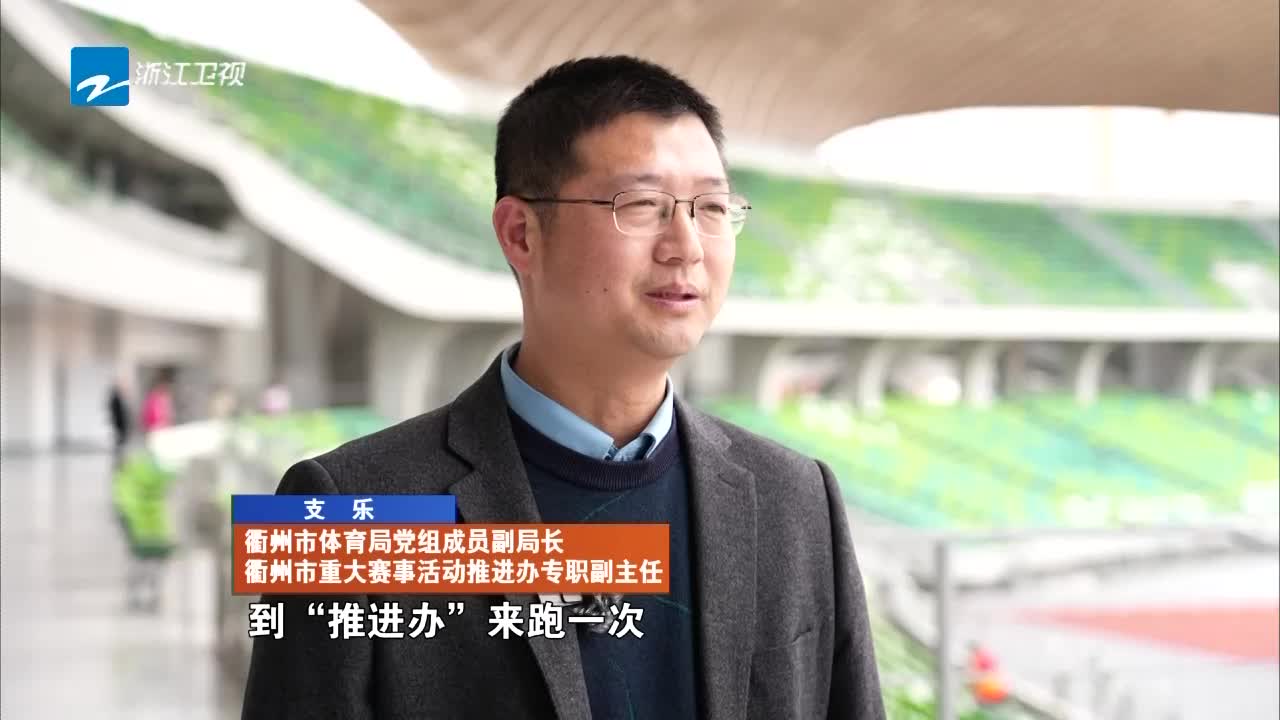 浙江卫视
支 乐
衢州市体育局党组成员副局长
衢州市重大赛事活动推进办专职副主任
到“推进办”来跑一次